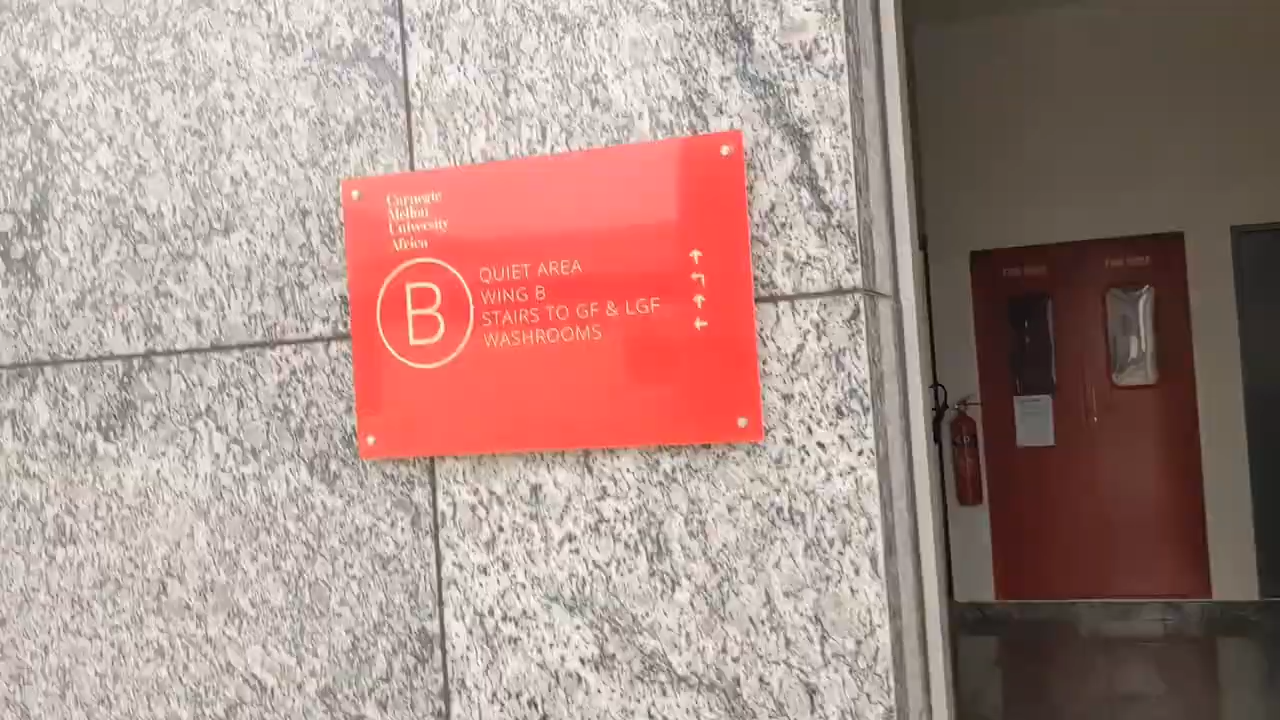 Carnegie
Mellon
University
Africa
B
QUIET AREA
WING B
STAIRS TO GF & LGF
WASHROOMS